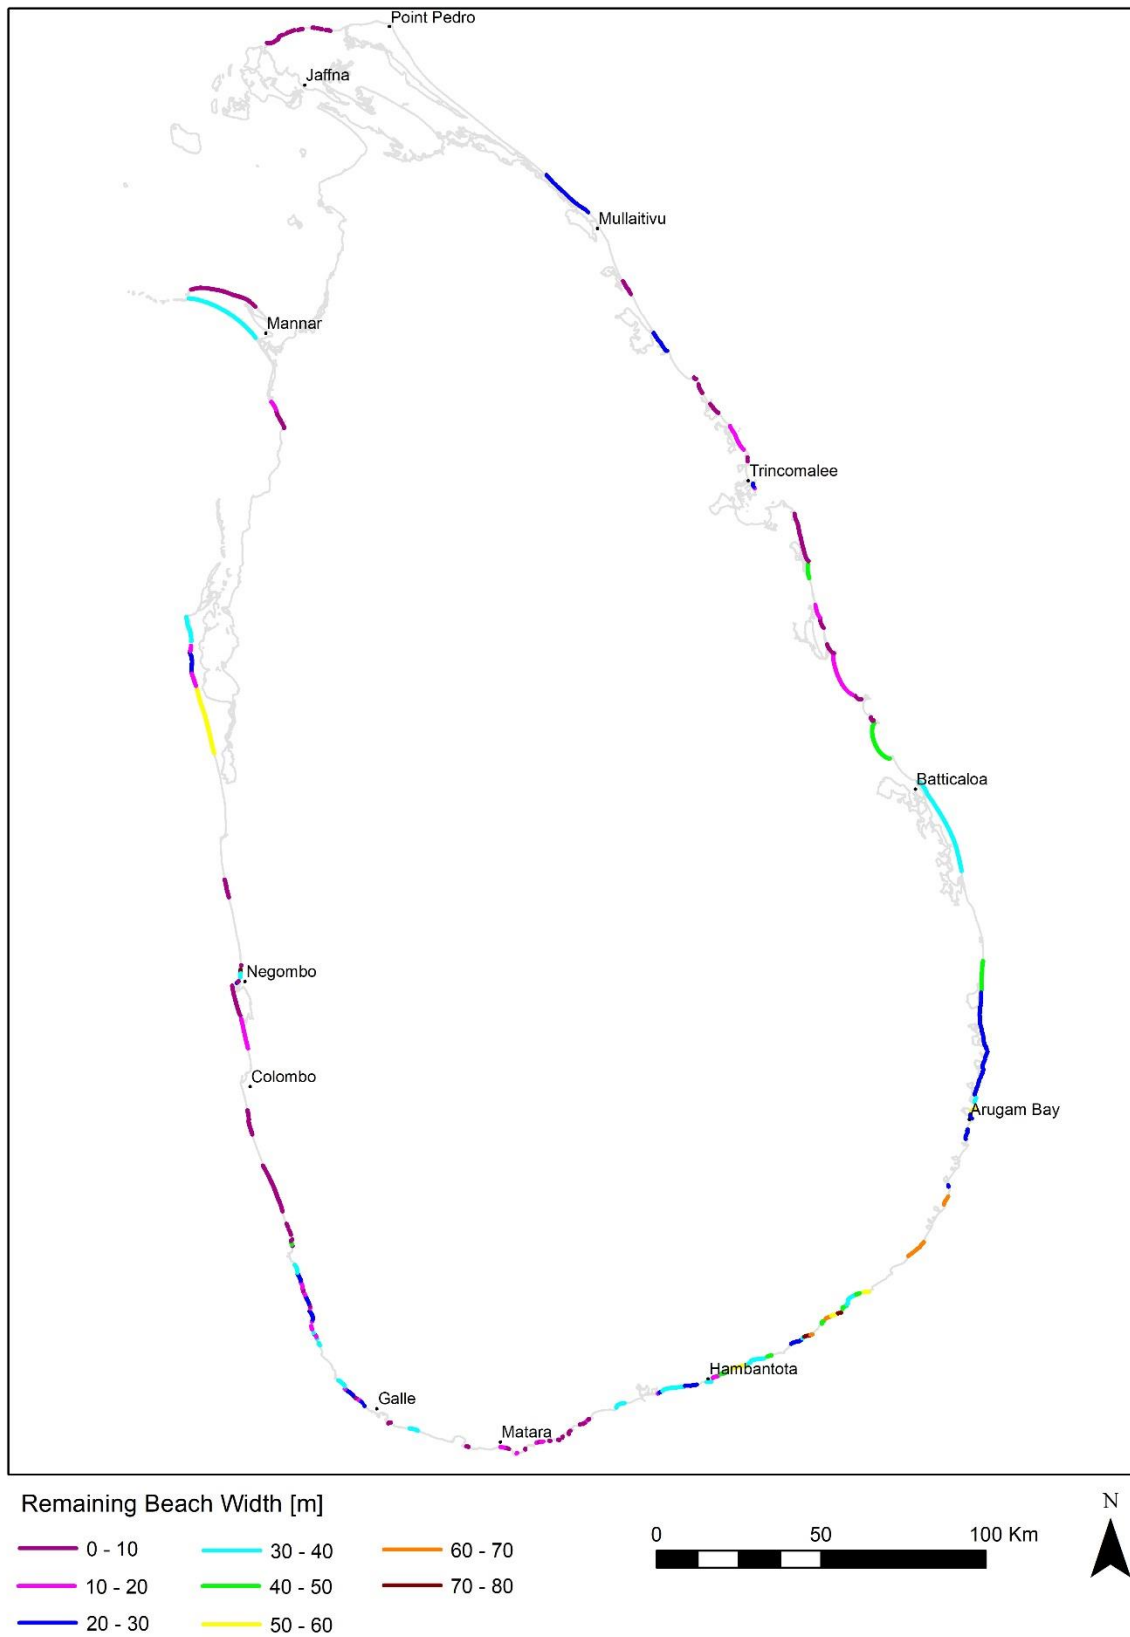 Point Pedro
Jaffna
Mullaitivu
Mannar
Trincomalee
Batticaloa
Negombo
Colombo
Arugam Bay
Hambantota
Galle
Matara
Remaining Beach Width [m]
0 - 10
30 - 40
60 - 70
10 - 20
40 - 50
70 - 80
20 - 30
50 - 60
0 50 100 Km
N